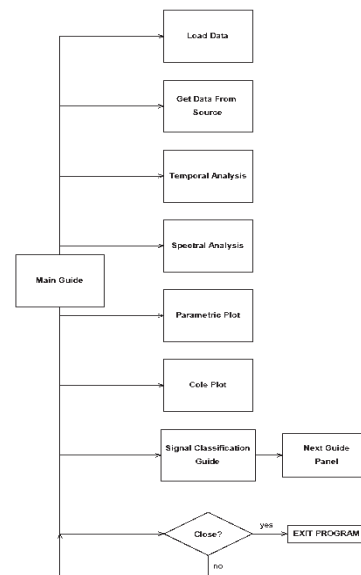 Load Data
Get Data From
Source
Temporal Analysis
Spectral Analysis
Main Guide
Parametric Plot
Cole Plot
Signal Classification
Guide
Next Guide
Panel
Close?
yes
EXIT PROGRAM
no